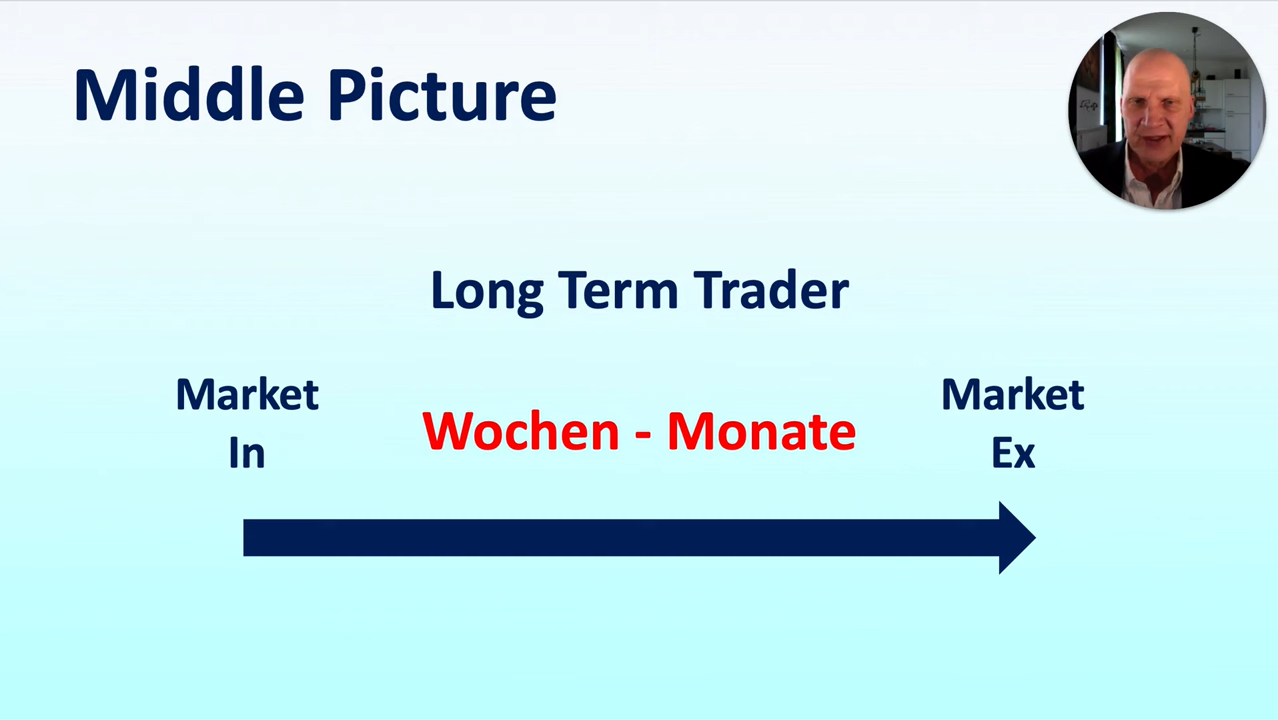 Middle Picture
Long Term Trader
Market
In
Wochen - Monate
Market
Ex